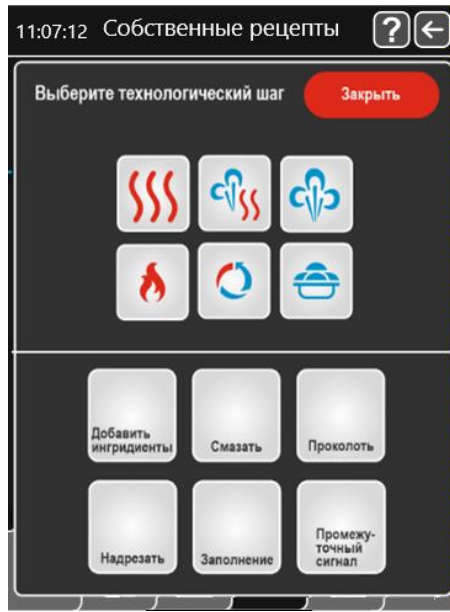 11:07:12 Собственные рецепты ?
Выберите технологический шаг Закрыть
Добавить
ингридиенты
Смазать
Проколоть
Надрезать
Заполнение
Промежу-
точный
сигнал